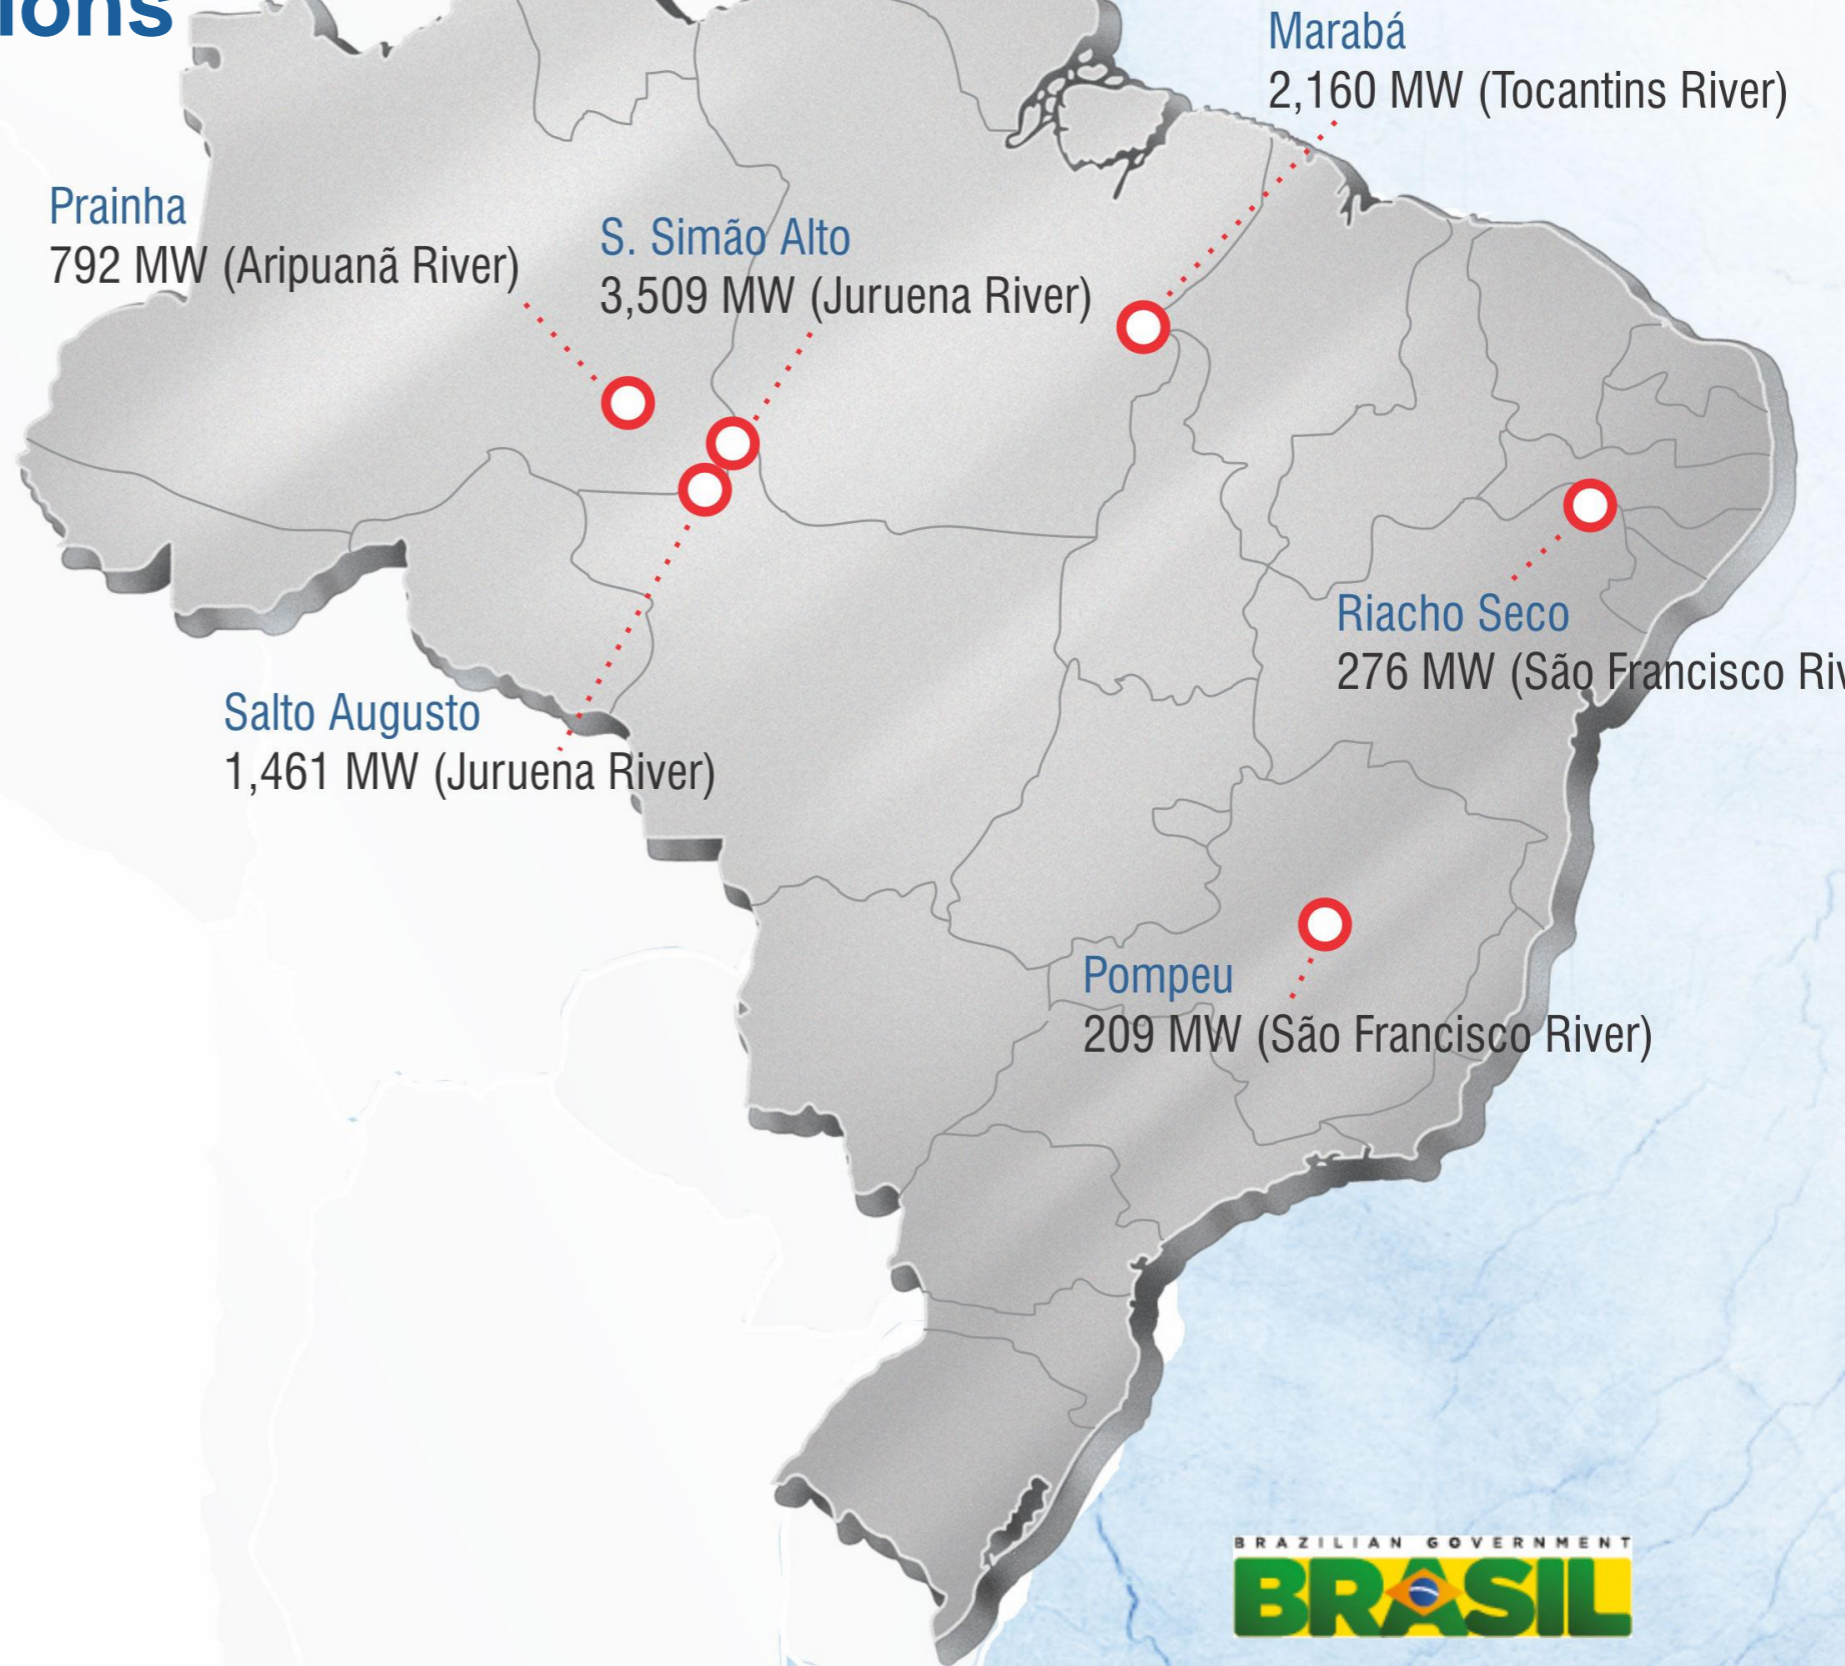 Marabá
2,160 MW (Tocantins River)
Prainha
792 MW (Aripuanã River)
S. Simão Alto
3,509 MW (Juruena River)
Riacho Seco
276 MW (São Francisco
Salto Augusto
1,461 MW (Juruena River)
Pompeu
209 MW (São Francisco River)
BRAZILIAN GOVERNMENT
BRASIL